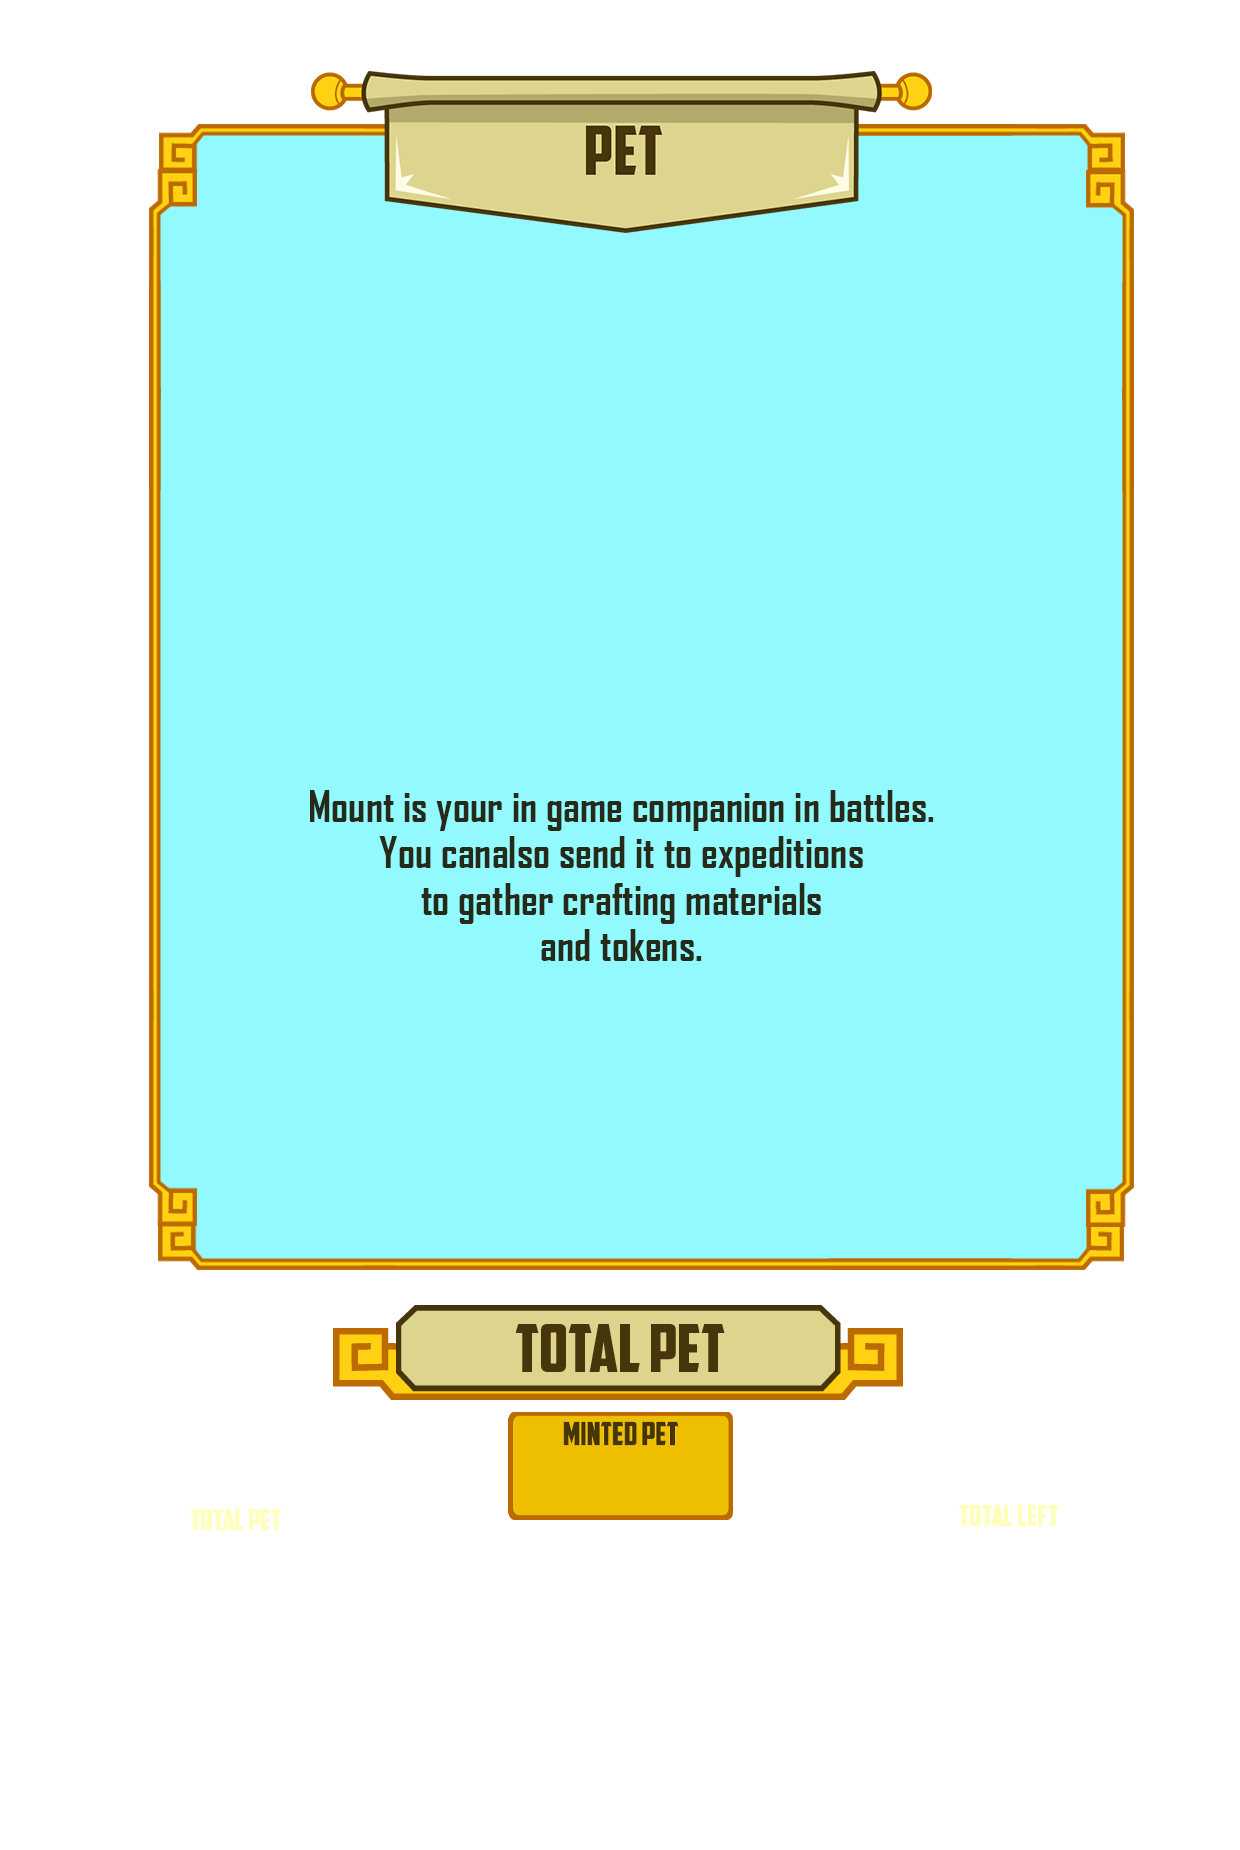 PET
Mount is your in game companion in battles.
You canalso send it to expeditions
to gather crafting materials
and tokens.
TOTAL PET
MINTED PET
TOTAL PET
TOTAL LEFT